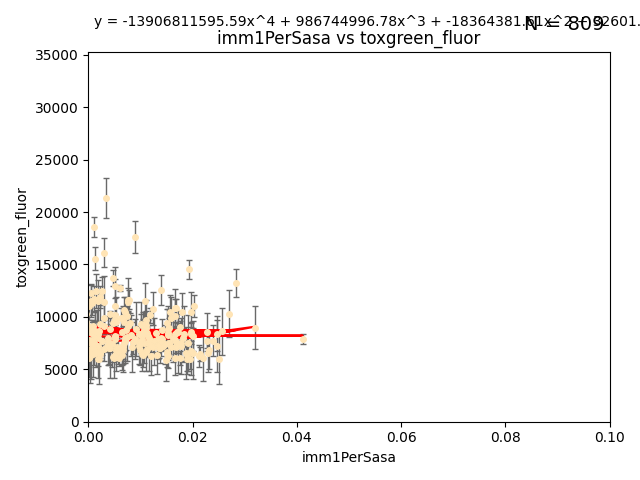 y = -13906811595.59x^4 + 986744996.78x^3 + -18364381.61x^2 + 
N = 809
imm1PerSasa vs toxgreen_fluor
35000
30000
25000
20000
15000
10000
5000
0
toxgreen_fluor
0.00 0.02 0.04 0.06 0.08 0.10
imm1PerSasa